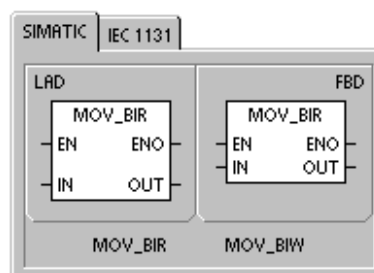 SIMATIC IEC 1131
LAD FBD
MOV_BIR MOV_BIR
EN ENO EN ENO
IN OUT IN OUT
MOV_BIR MOV_BIW